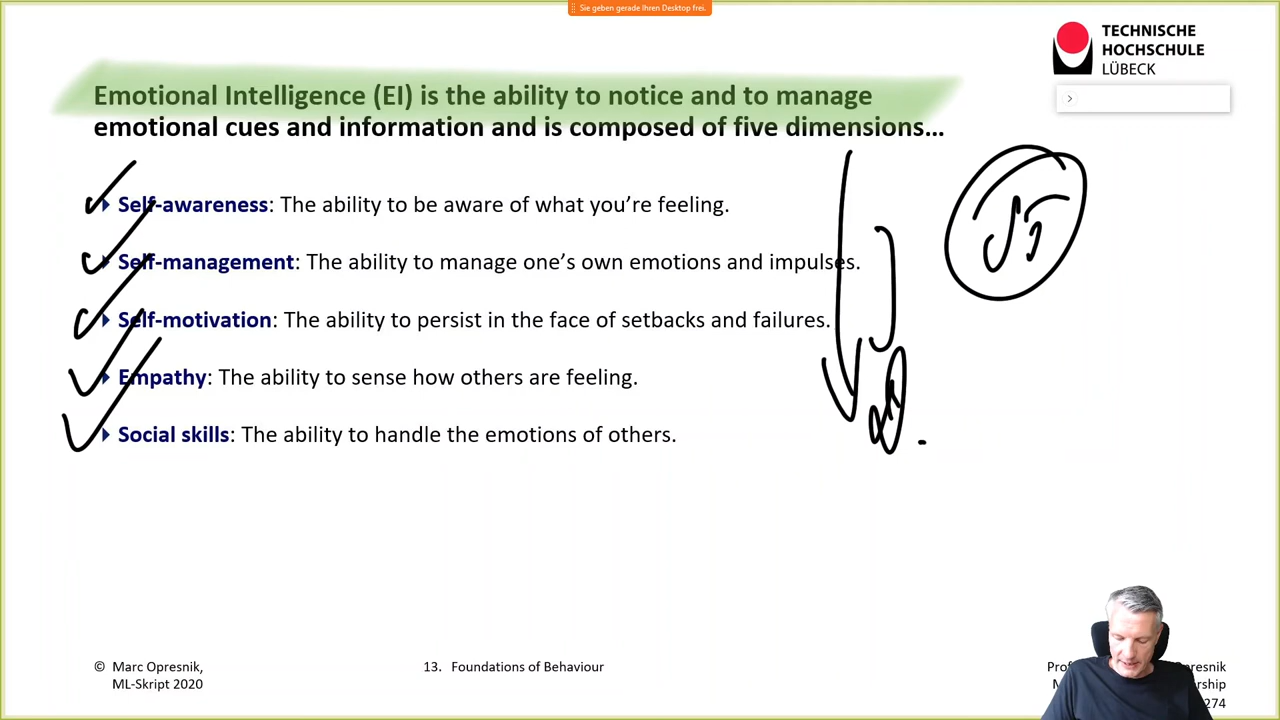 Sie geben gerade Ihren Desktop frei.
TECHNISCHE
HOCHSCHULE
LÜBECK
Emotional Intelligence (EI) is the ability to notice and to manage
emotional cues and information and is composed of five dimensions…
Self-awareness: The ability to be aware of what you’re feeling.
Self-management: The ability to manage one’s own emotions and impulses.
Self-motivation: The ability to persist in the face of setbacks and failures.
Empathy: The ability to sense how others are feeling.
Social skills: The ability to handle the emotions of others.
© Marc Opresnik,
ML-Skript 2020
13. Foundations of Behaviour
274